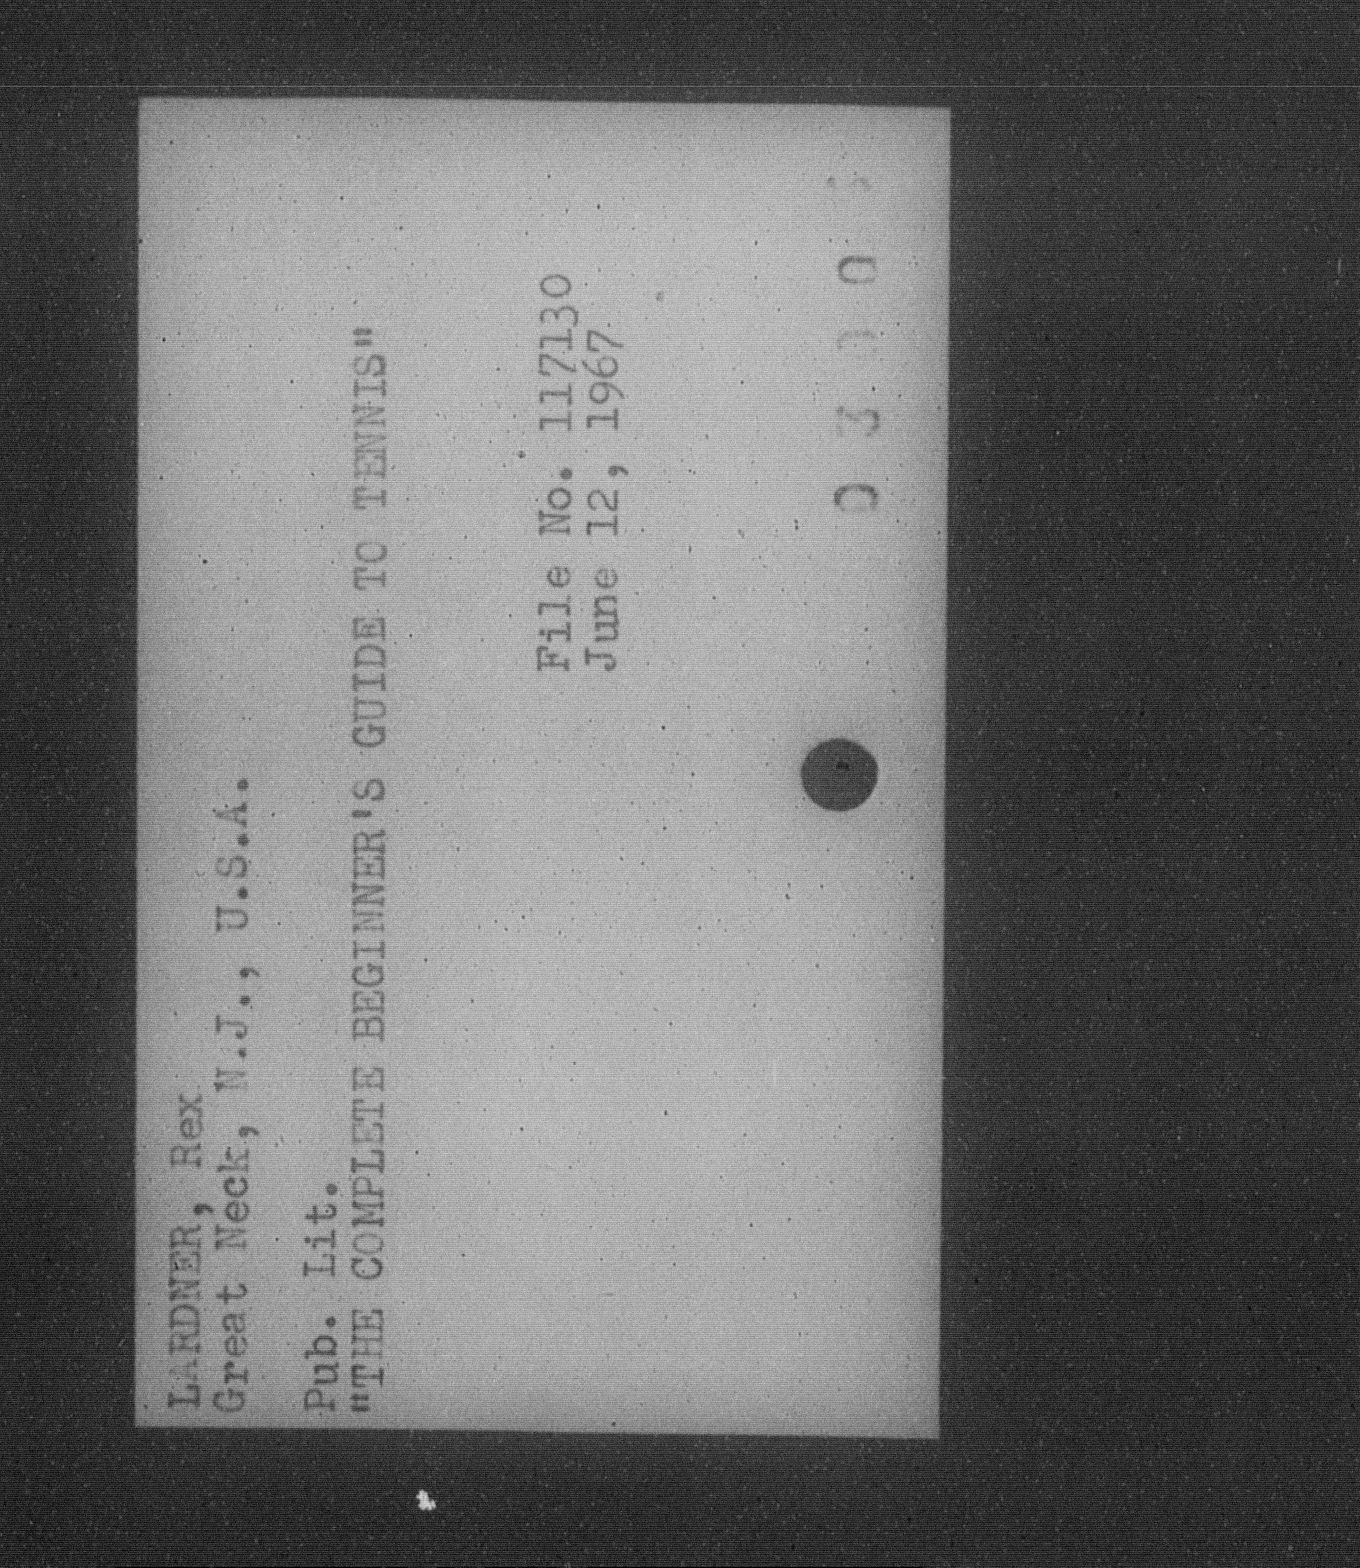 LARDNER, Rex
Great Neck, N.J., U.S.A.
Pub. Lit.
"THE COMPLETE BEGINNER'S GUIDE TO TENNIS"
File No. 117130
June 12, 1967.